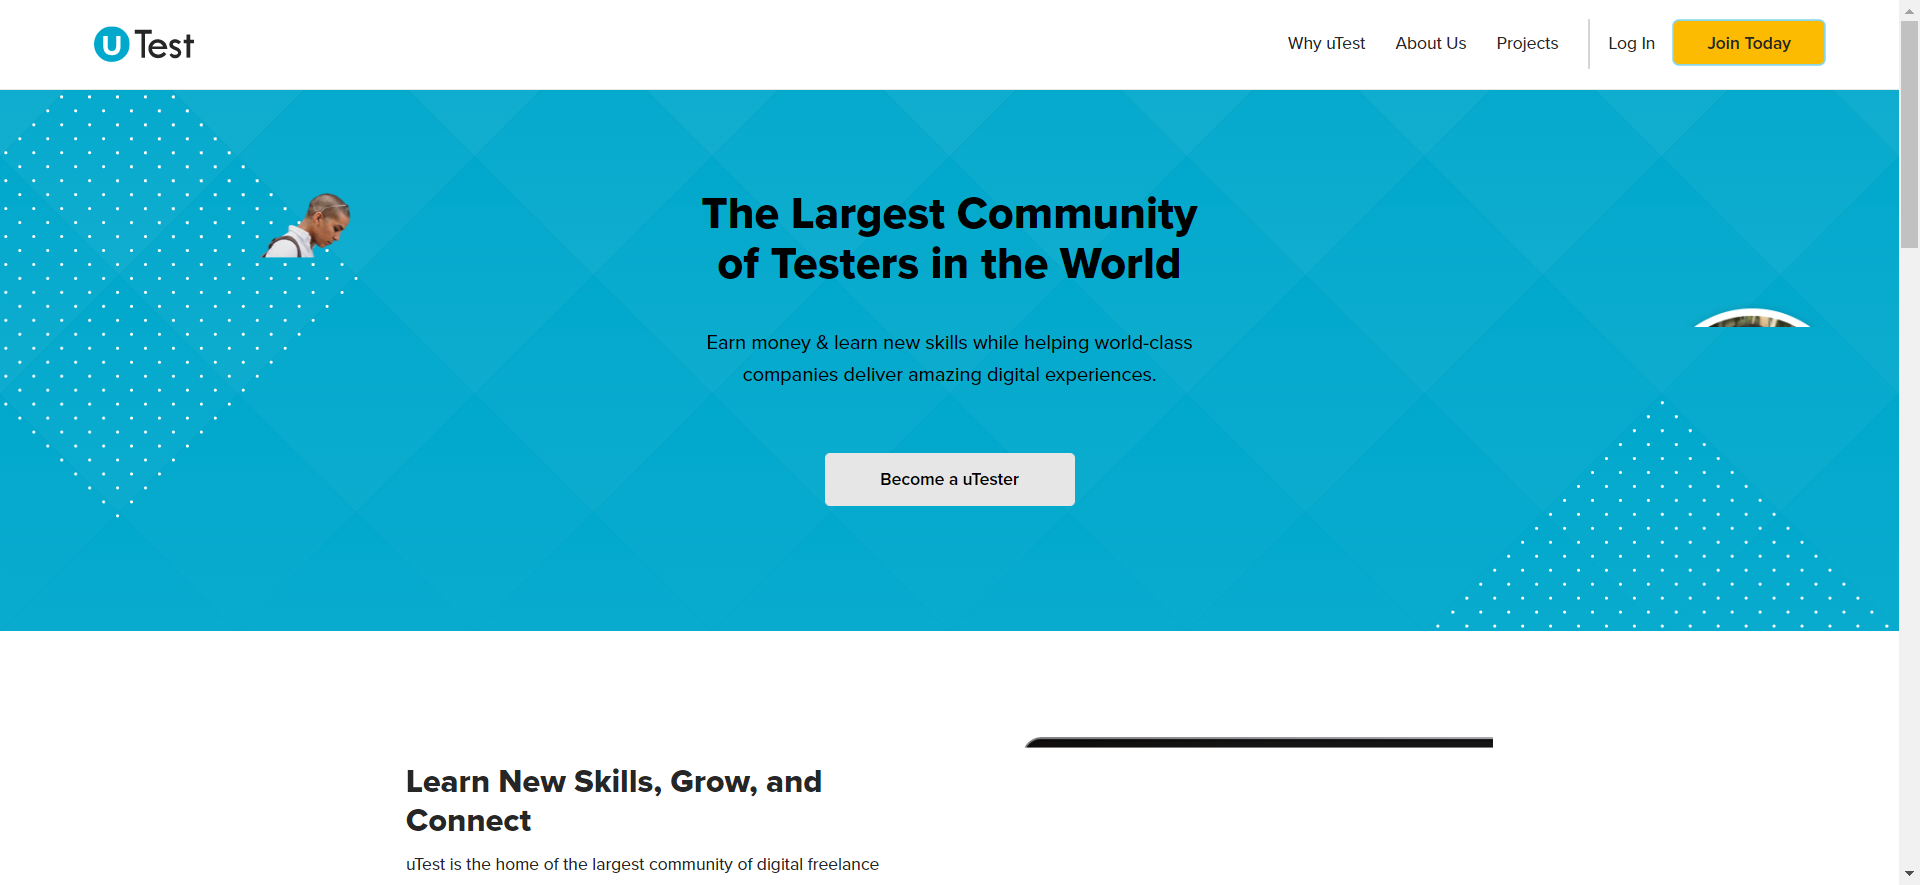 uTest
Why uTest
About Us
Projects
Log In
Join Today
The Largest Community
of Testers in the World
Earn money & learn new skills while helping world-class
companies deliver amazing digital experiences.
Become a uTester
Learn New Skills, Grow, and
Connect
uTest is the home of the largest community of digital freelance